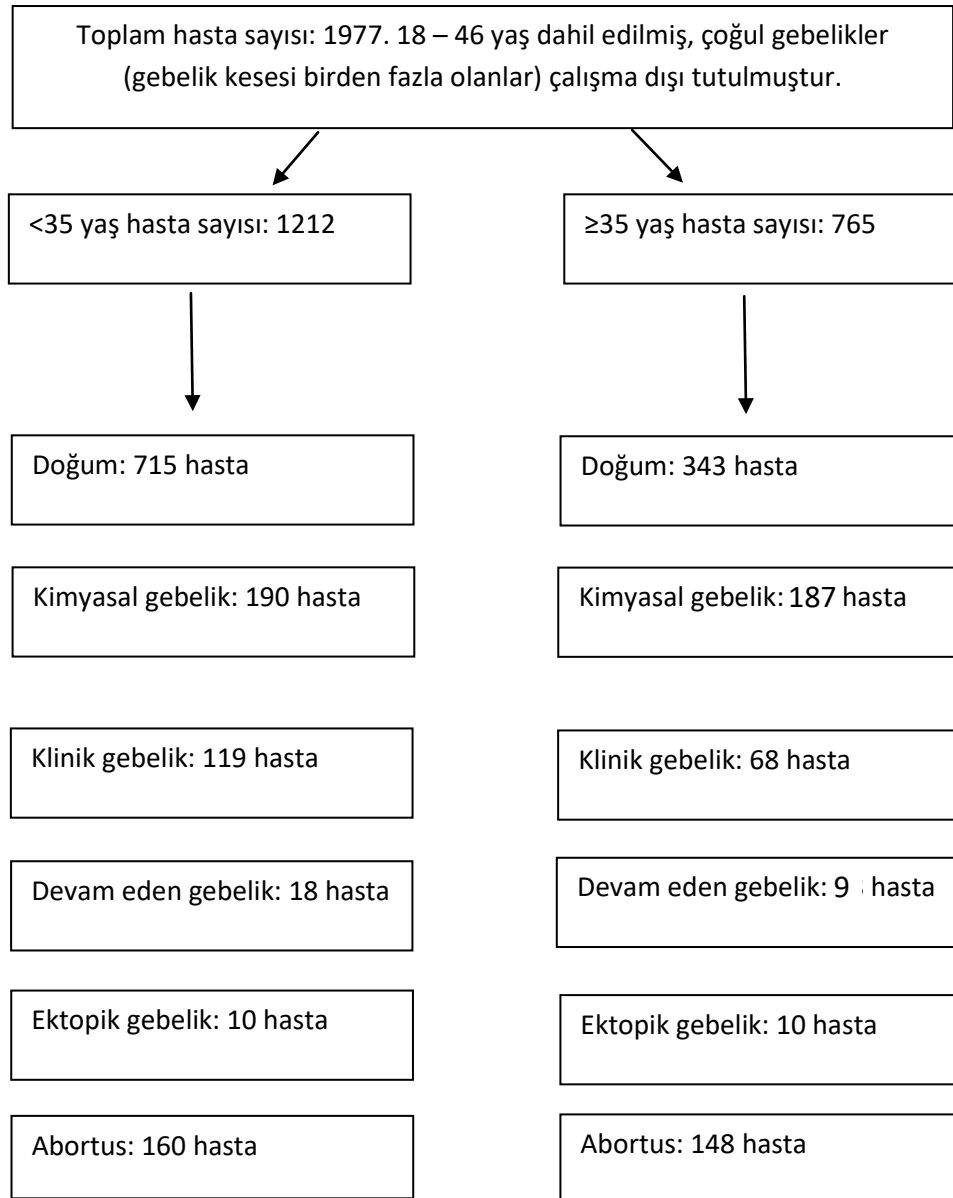 Toplam hasta sayısı: 1977. 18 – 46 yaş dahil edilmiş, çoğul gebelikler
(gebelik kesesi birden fazla olanlar) çalışma dışı tutulmuştur.
<35 yaş hasta sayısı: 1212
≥35 yaş hasta sayısı: 765
Doğum: 715 hasta
Doğum: 343 hasta
Kimyasal gebelik: 190 hasta
Kimyasal gebelik: 187 hasta
Klinik gebelik: 119 hasta
Klinik gebelik: 68 hasta
Devam eden gebelik: 18 hasta
Devam eden gebelik: 9 hasta
Ektopik gebelik: 10 hasta
Ektopik gebelik: 10 hasta
Abortus: 160 hasta
Abortus: 148 hasta